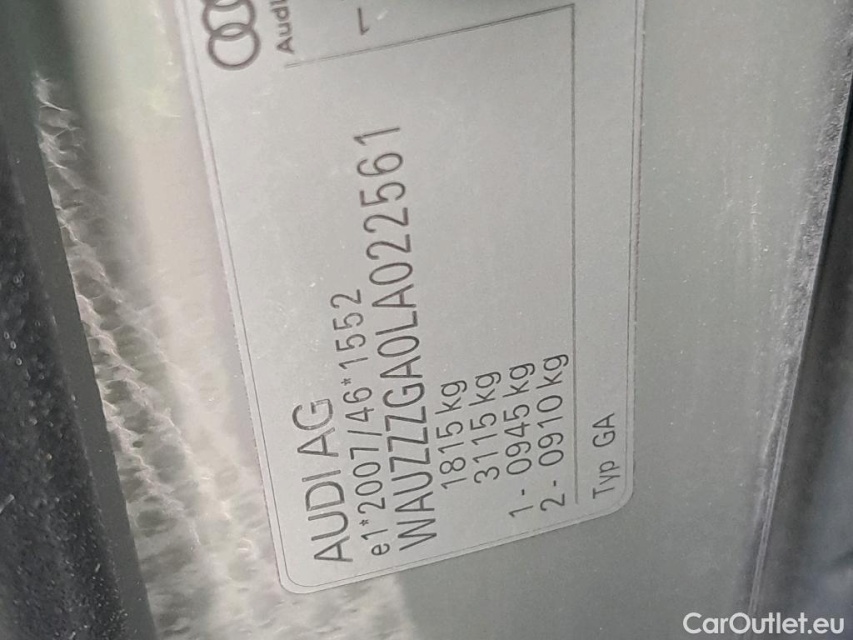 Audi
AUDI AG
e1*2007/46*1552
WAUZZZGA0LA022561
1815 kg
3115 kg
1- 0945 kg
2- 0910 kg
Typ GA
CarOutlet.eu